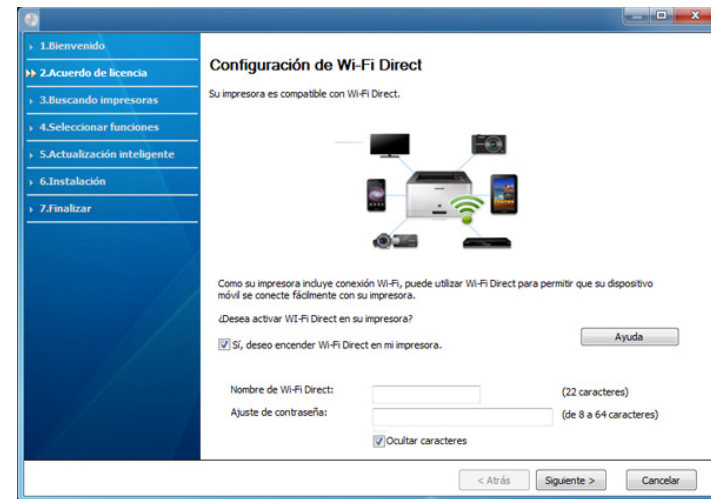 1.Bienvenido
2.Acuerdo de licencia
3.Buscando impresoras
4.Seleccionar funciones
5.Actualización inteligente
6.Instalación
7.Finalizar
Configuración de Wi-Fi Direct
Su impresora es compatible con Wi-Fi Direct.
Como su impresora incluye conexión Wi-Fi, puede utilizar Wi-Fi Direct para permitir que su dispositivo
móvil se conecte fácilmente con su impresora.
¿Desea activar WI-Fi Direct en su impresora?
Sí, deseo encender Wi-Fi Direct en mi impresora.
Ayuda
Nombre de Wi-Fi Direct: (22 caracteres)
Ajuste de contraseña: (de 8 a 64 caracteres)
Ocultar caracteres
< Atrás Siguiente > Cancelar